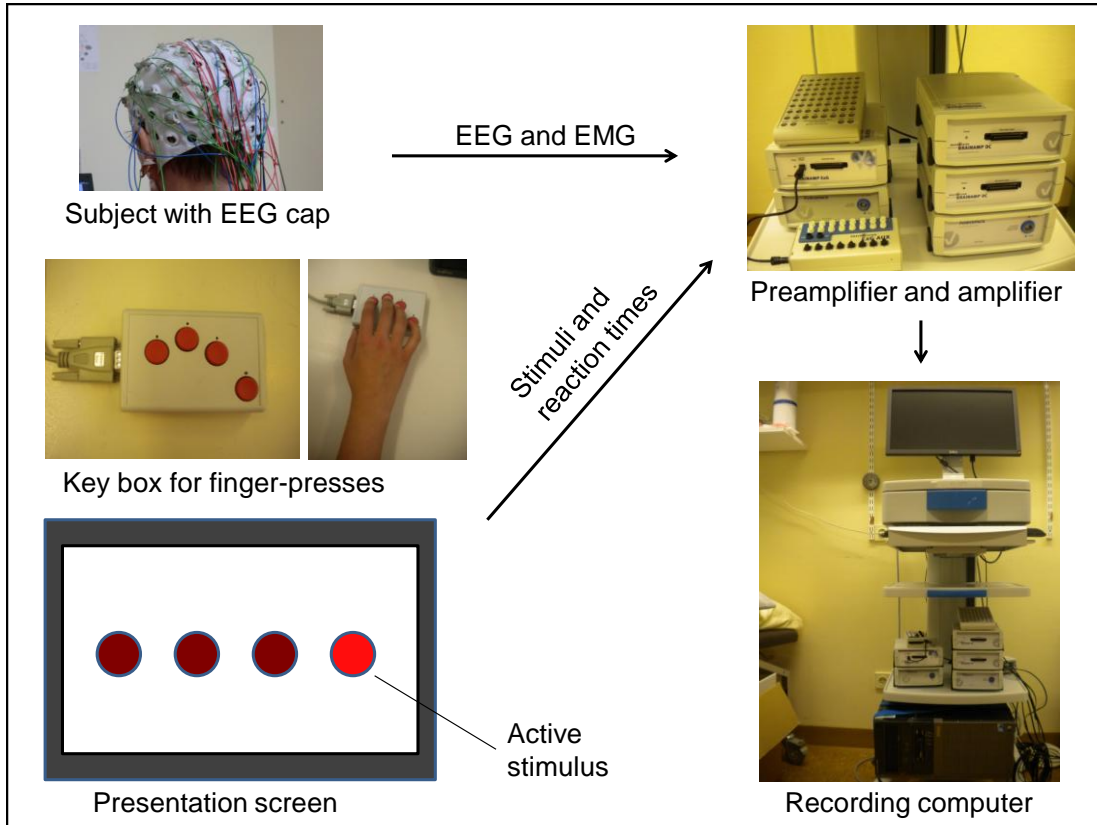 Subject with EEG cap
EEG and EMG
Preamplifier and amplifier
Key box for finger-presses
Stimuli and
reaction times
Active
stimulus
Presentation screen
Recording computer